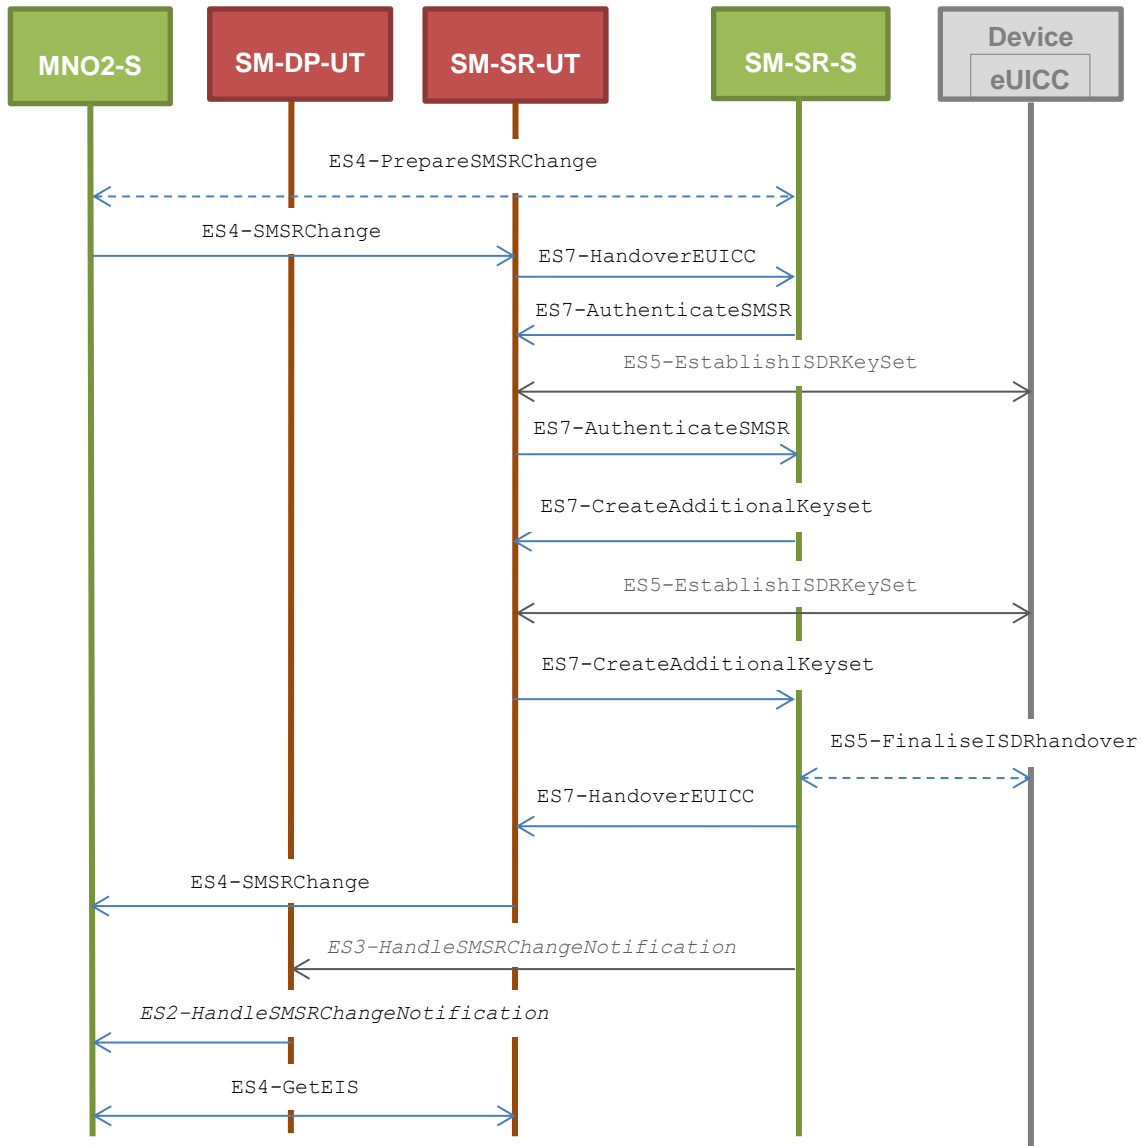 MNO2-S
SM-DP-UT
SM-SR-UT
SM-SR-S
Device
eUICC
ES4-PrepareSMSRChange
ES4-SMSRChange
ES7-HandoverEUICC
ES7-AuthenticateSMSR
ES5-EstablishISDRKeySet
ES7-AuthenticateSMSR
ES7-CreateAdditionalKeyset
ES5-EstablishISDRKeySet
ES7-CreateAdditionalKeyset
ES5-FinaliseISDRhandover
ES7-HandoverEUICC
ES4-SMSRChange
ES3-HandleSMSRChangeNotification
ES2-HandleSMSRChangeNotification
ES4-GetEIS